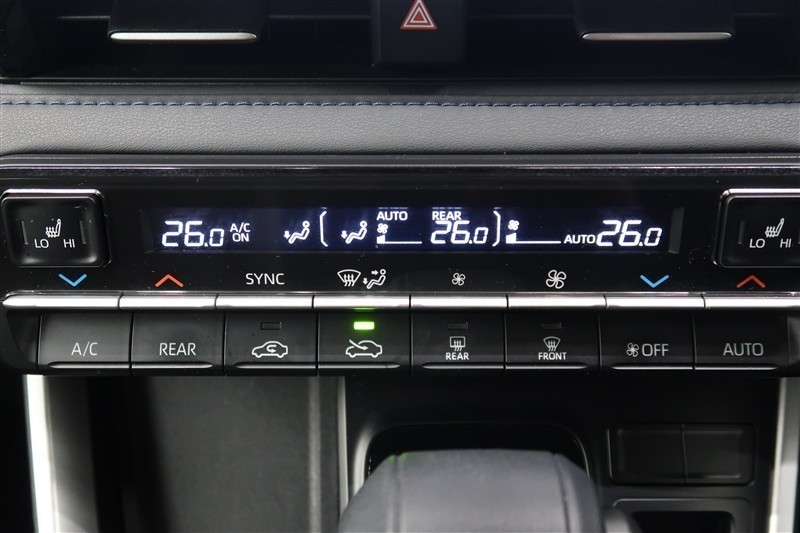 LO HI
26.0 A/C ON
AUTO
REAR
26.0
AUTO 26.0
LO HI
SYNC
A/C
REAR
REAR
FRONT
OFF
AUTO